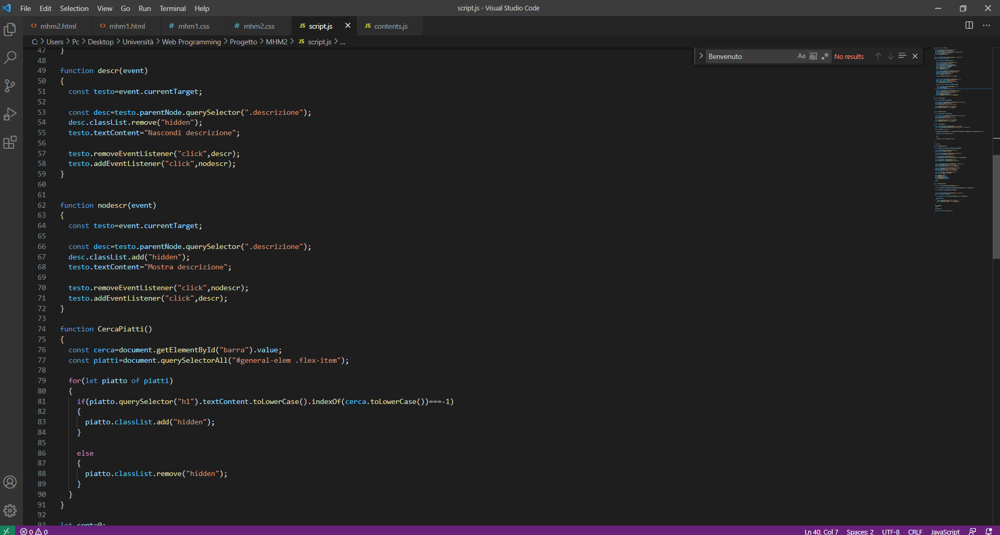 File Edit Selection View Go Run Terminal Help
script.js - Visual Studio Code
mhm2.html mhm1.html # mhm1.css # mhm2.css JS script.js JS contents.js
C: > Users > Pc > Desktop > Università > Web Programming > Progetto > MHM2 > JS script.js > ...
Benvenuto Aa Abl .* No results
47 }
48
49 function descr(event)
50 {
51 const testo=event.currentTarget;
52
53 const desc=testo.parentNode.querySelector(".descrizione");
54 desc.classList.remove("hidden");
55 testo.textContent="Nascondi descrizione";
56
57 testo.removeEventListener("click",descr);
58 testo.addEventListener("click",nodescr);
59 }
60
61
62 function nodescr(event)
63 {
64 const testo=event.currentTarget;
65
66 const desc=testo.parentNode.querySelector(".descrizione");
67 desc.classList.add("hidden");
68 testo.textContent="Mostra descrizione";
69
70 testo.removeEventListener("click",nodescr);
71 testo.addEventListener("click",descr);
72 }
73
74 function CercaPiatti()
75 {
76 const cerca=document.getElementById("barra").value;
77 const piatti=document.querySelectorAll("#general-elem .flex-item");
78
79 for(let piatto of piatti)
80 {
81 if(piatto.querySelector("h1").textContent.toLowerCase().indexOf(cerca.toLowerCase())===-1)
82 {
83 piatto.classList.add("hidden");
84 }
85
86 else
87 {
88 piatto.classList.remove("hidden");
89 }
90 }
91 }
92
93 let cont=0;
0 0
Ln 40, Col 7 Spaces: 2 UTF-8 CRLF JavaScript